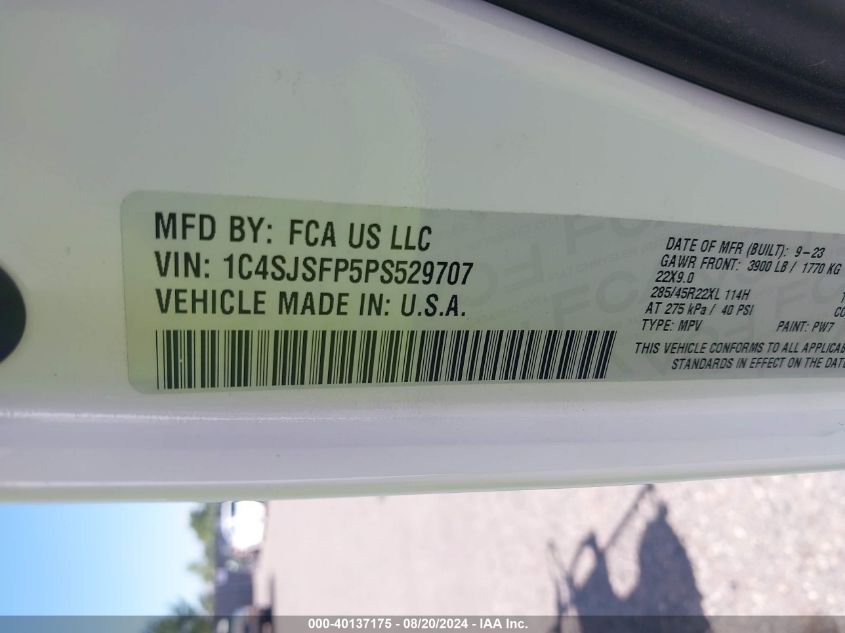 MFD BY: FCA US LLC
VIN: 1C4SJSFP5PS529707
VEHICLE MADE IN: U.S.A.
DATE OF MFR (BUILT): 9-23
GAWR FRONT: 3900 LB / 1770 KG
22X9.0
285/45R22XL 114H
AT 275 kPa / 40 PSI
TYPE: MPV PAINT: PW7
THIS VEHICLE CONFORMS TO ALL
STANDARDS IN EFFECT ON THE DATE
000-40137175 - 08/20/2024 - IAA Inc.